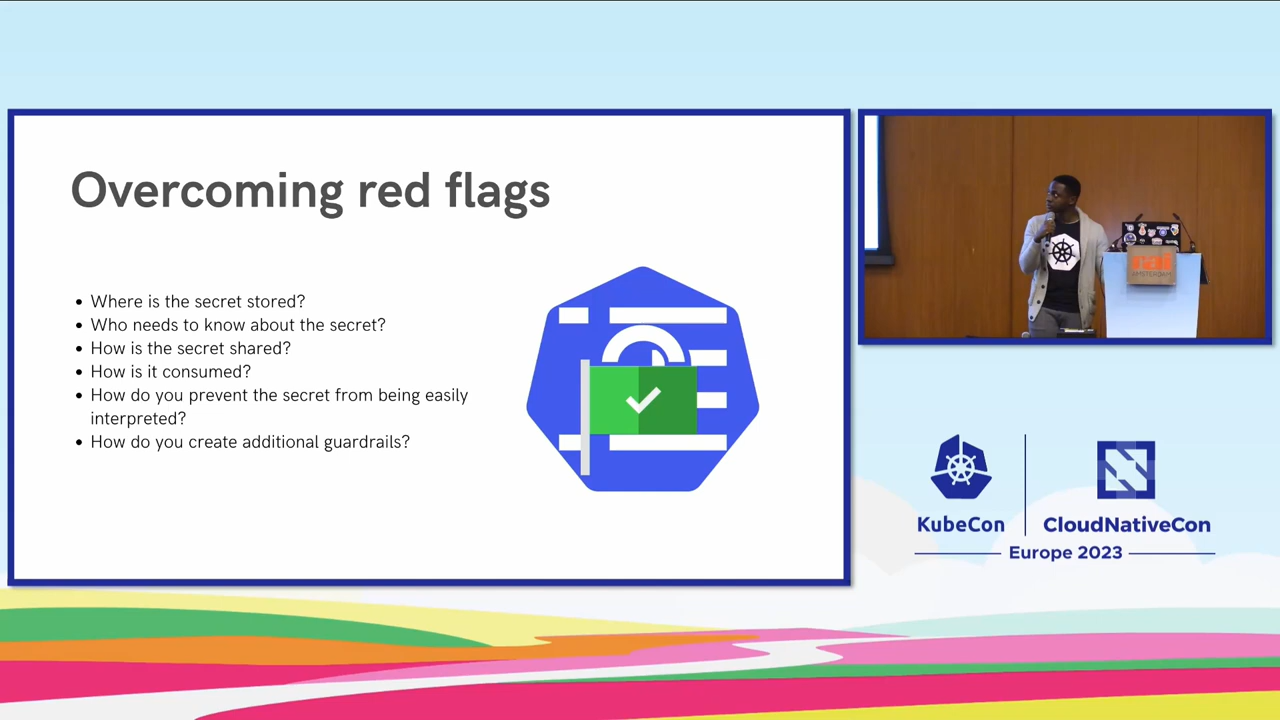 Overcoming red flags
• Where is the secret stored?
• Who needs to know about the secret?
• How is the secret shared?
• How is it consumed?
• How do you prevent the secret from being easily
interpreted?
• How do you create additional guardrails?
rai
AMSTERDAM
KubeCon
CloudNativeCon
Europe 2023